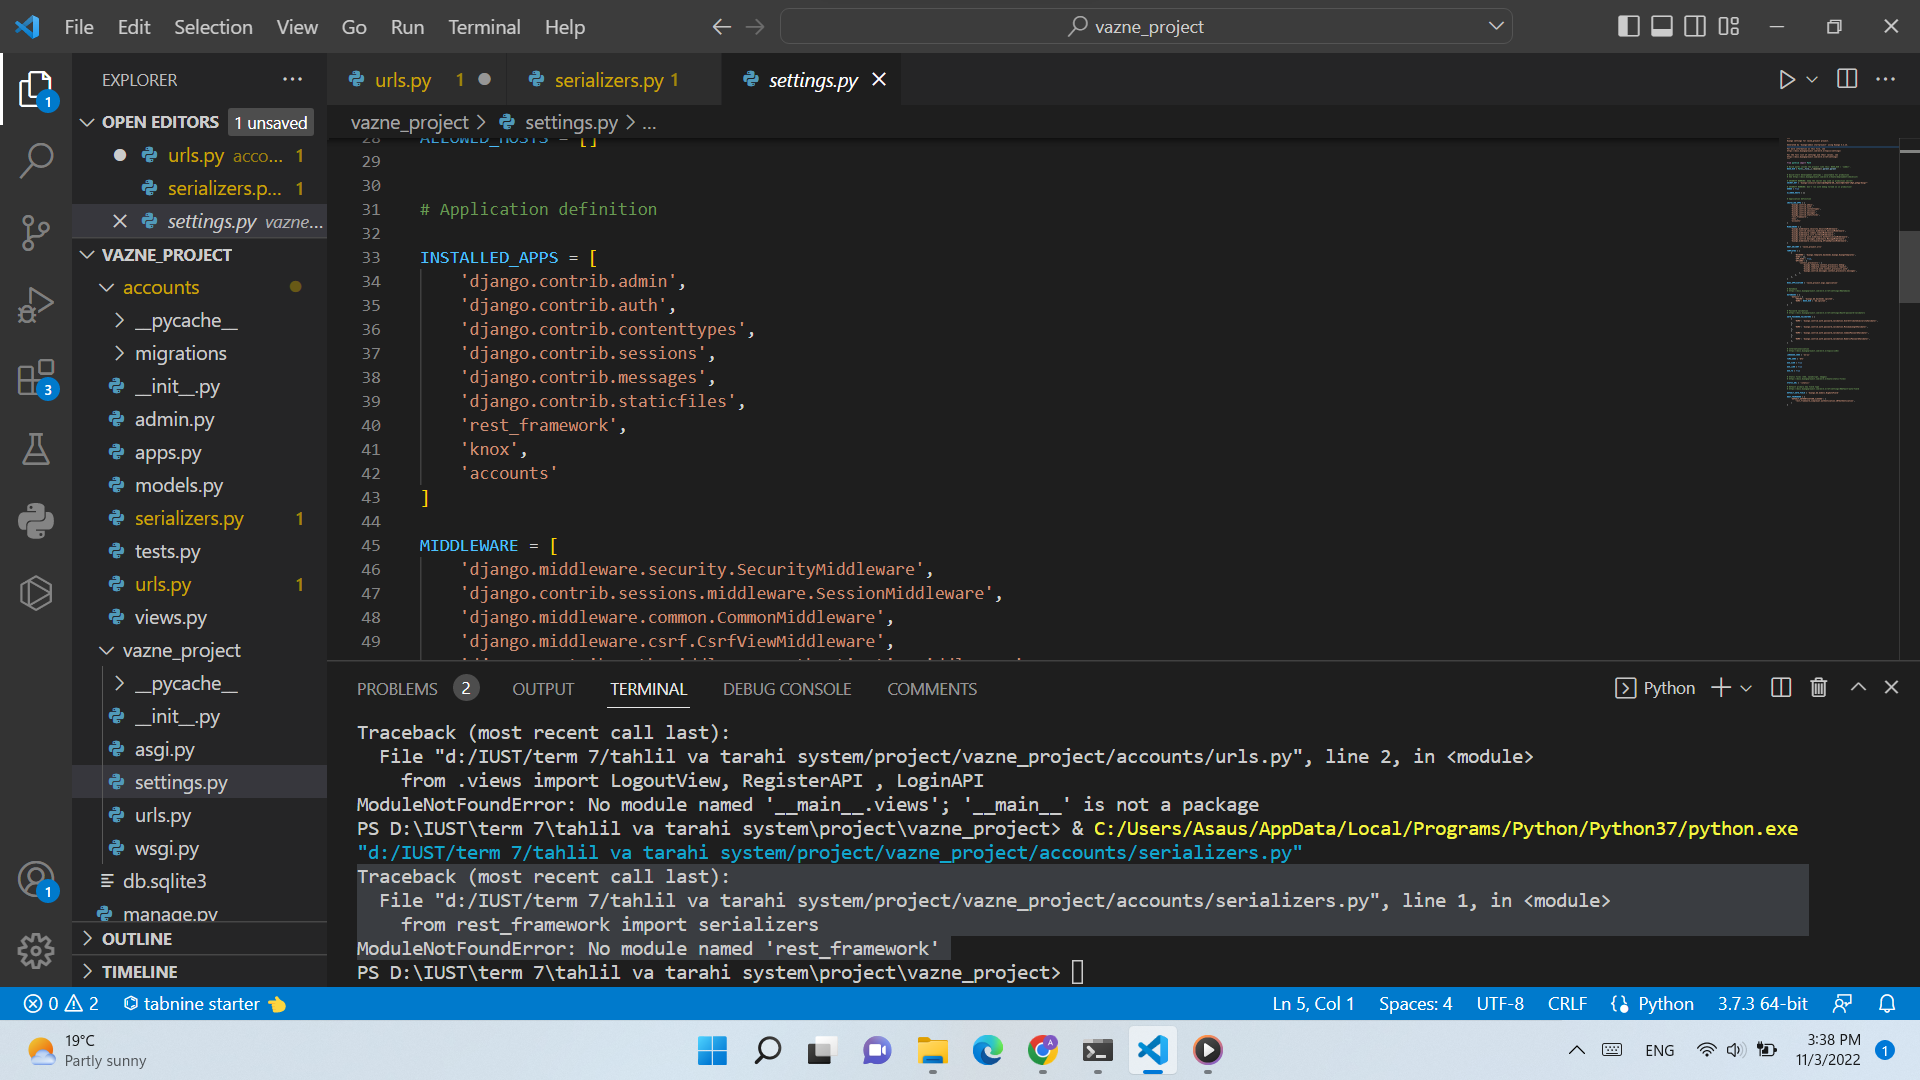 File Edit Selection View Go Run Terminal Help
vazne_project
EXPLORER
urls.py 1
serializers.py 1
settings.py
OPEN EDITORS 1 unsaved
urls.py acco... 1
serializers.p... 1
settings.py vazne...
VAZNE_PROJECT
accounts
__pycache__
migrations
__init__.py
admin.py
apps.py
models.py
serializers.py 1
tests.py
urls.py 1
views.py
vazne_project
__pycache__
__init__.py
asgi.py
settings.py
urls.py
wsgi.py
db.sqlite3
manage.py
OUTLINE
TIMELINE
1
3
1
vazne_project > settings.py > ...
28 ALLOWED_HOSTS = []
29
30
31 # Application definition
32
33 INSTALLED_APPS = [
34 'django.contrib.admin',
35 'django.contrib.auth',
36 'django.contrib.contenttypes',
37 'django.contrib.sessions',
38 'django.contrib.messages',
39 'django.contrib.staticfiles',
40 'rest_framework',
41 'knox',
42 'accounts'
43 ]
44
45 MIDDLEWARE = [
46 'django.middleware.security.SecurityMiddleware',
47 'django.contrib.sessions.middleware.SessionMiddleware',
48 'django.middleware.common.CommonMiddleware',
49 'django.middleware.csrf.CsrfViewMiddleware',
PROBLEMS 2 OUTPUT TERMINAL DEBUG CONSOLE COMMENTS
Python
Traceback (most recent call last):
File "d:/IUST/term 7/tahlil va tarahi system/project/vazne_project/accounts/urls.py", line 2, in <module>
from .views import LogoutView, RegisterAPI , LoginAPI
ModuleNotFoundError: No module named '__main__.views'; '__main__' is not a package
PS D:\IUST\term 7\tahlil va tarahi system\project\vazne_project> & C:/Users/Asaus/AppData/Local/Programs/Python/Python37/python.exe
"d:/IUST/term 7/tahlil va tarahi system/project/vazne_project/accounts/serializers.py"
Traceback (most recent call last):
File "d:/IUST/term 7/tahlil va tarahi system/project/vazne_project/accounts/serializers.py", line 1, in <module>
from rest_framework import serializers
ModuleNotFoundError: No module named 'rest_framework'
PS D:\IUST\term 7\tahlil va tarahi system\project\vazne_project>
0 2 tabnine starter
Ln 5, Col 1 Spaces: 4 UTF-8 CRLF Python 3.7.3 64-bit
19°C
Partly sunny
ENG
3:38 PM
11/3/2022
1